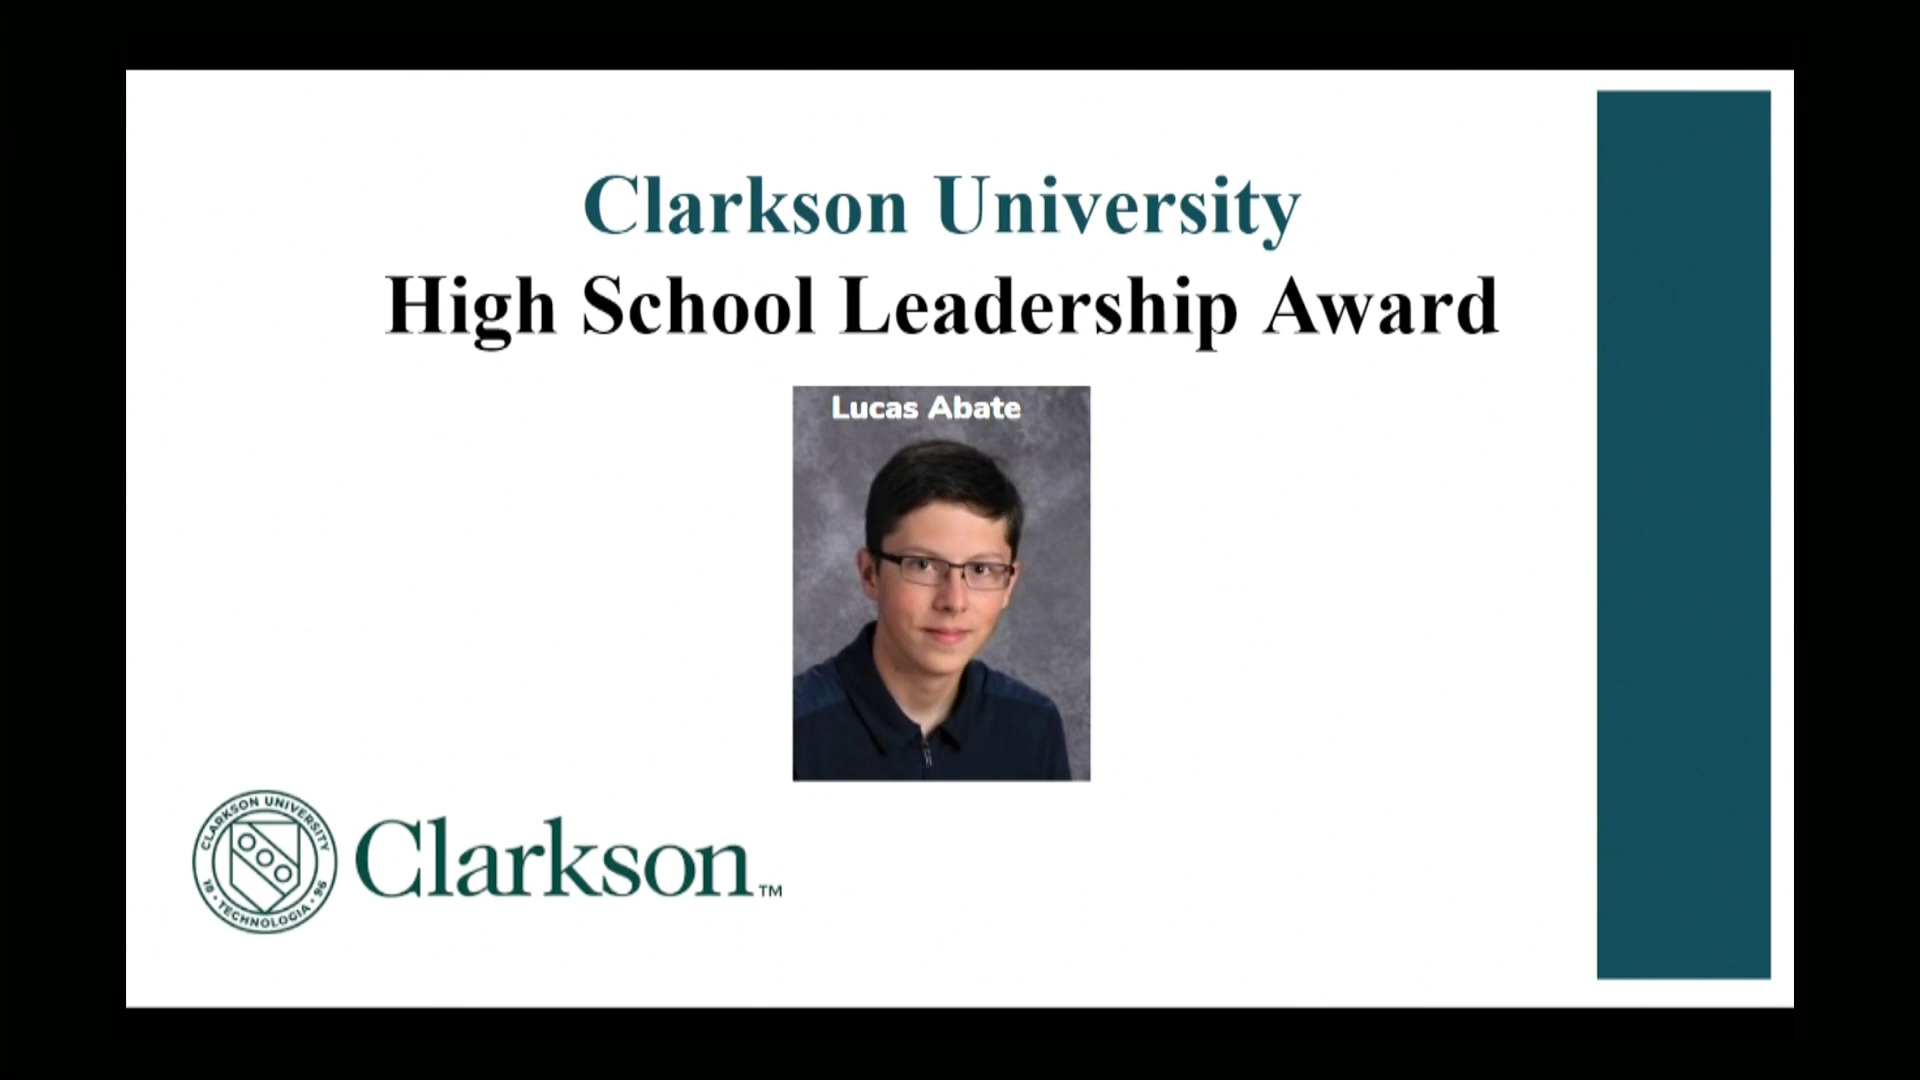 Clarkson University
High School Leadership Award
Lucas Abate
CLARKSON UNIVERSITY
18 • TECHNOLOGIA • 96
Clarkson™